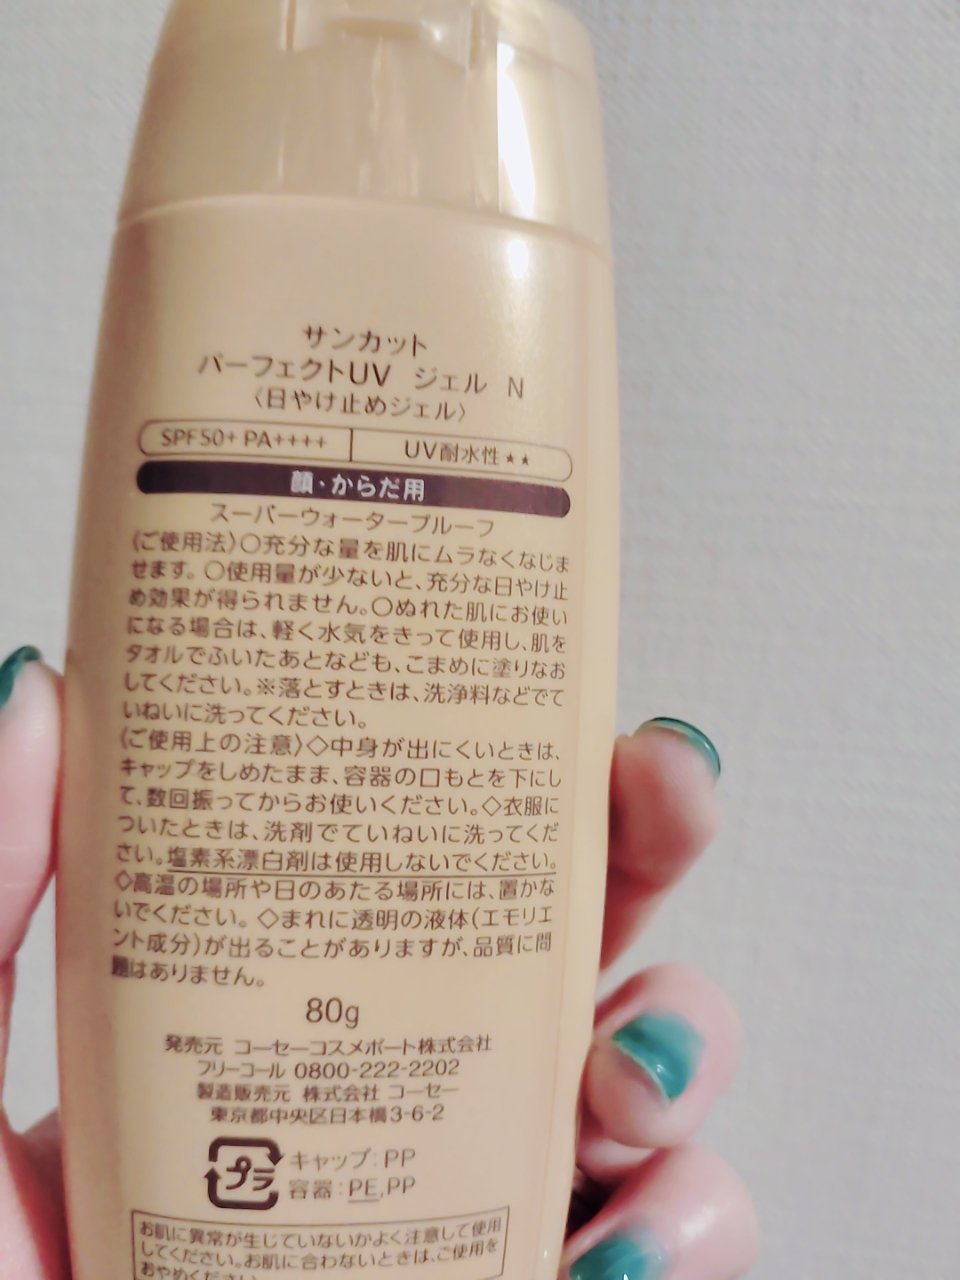 サンカット
パーフェクトUV ジェル N
〈日やけ止めジェル〉
SPF50+ PA++++ UV耐水性★★
顔・からだ用
スーパーウォータープルーフ
〈ご使用法〉○充分な量を肌にムラなくなじま
せます。○使用量が少ないと、充分な日やけ止
め効果が得られません。○ぬれた肌にお使い
になる場合は、軽く水気をきって使用し、肌を
タオルでふいたあとなども、こまめに塗りなお
してください。※落とすときは、洗浄料などでて
いねいに洗ってください。
〈ご使用上の注意〉◇中身が出にくいときは、
キャップをしめたまま、容器の口もとを下にし
て、数回振ってからお使いください。◇衣服に
ついたときは、洗剤でていねいに洗ってくだ
さい。塩素系漂白剤は使用しないでください。
◇高温の場所や日のあたる場所には、置かな
いでください。◇まれに透明の液体(エモリエ
ント成分)が出ることがありますが、品質に問
題はありません。
80g
発売元 コーセーコスメポート株式会社
フリーコール 0800-222-2202
製造販売元 株式会社 コーセー
東京都中央区日本橋3-6-2
プラ
キャップ:PP
容器:PE,PP
お肌に異常が生じていないかよく注意して使用
してください。お肌に合わないときは、ご使用を
おやめください。